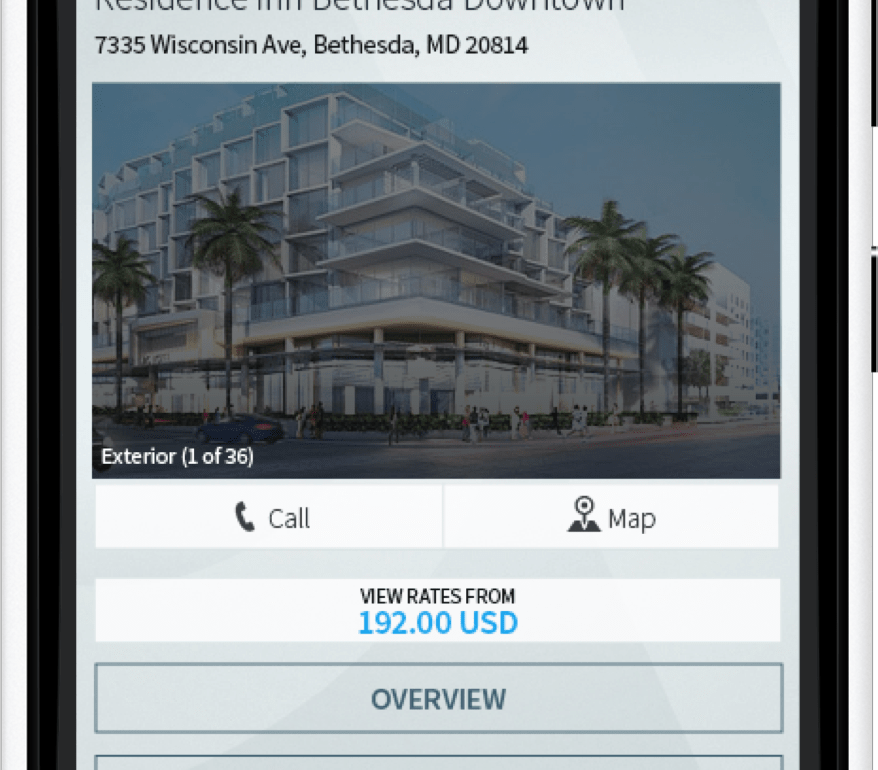 Residence Inn Bethesda Downtown
7335 Wisconsin Ave, Bethesda, MD 20814
Exterior (1 of 36)
Call
Map
VIEW RATES FROM
192.00 USD
OVERVIEW